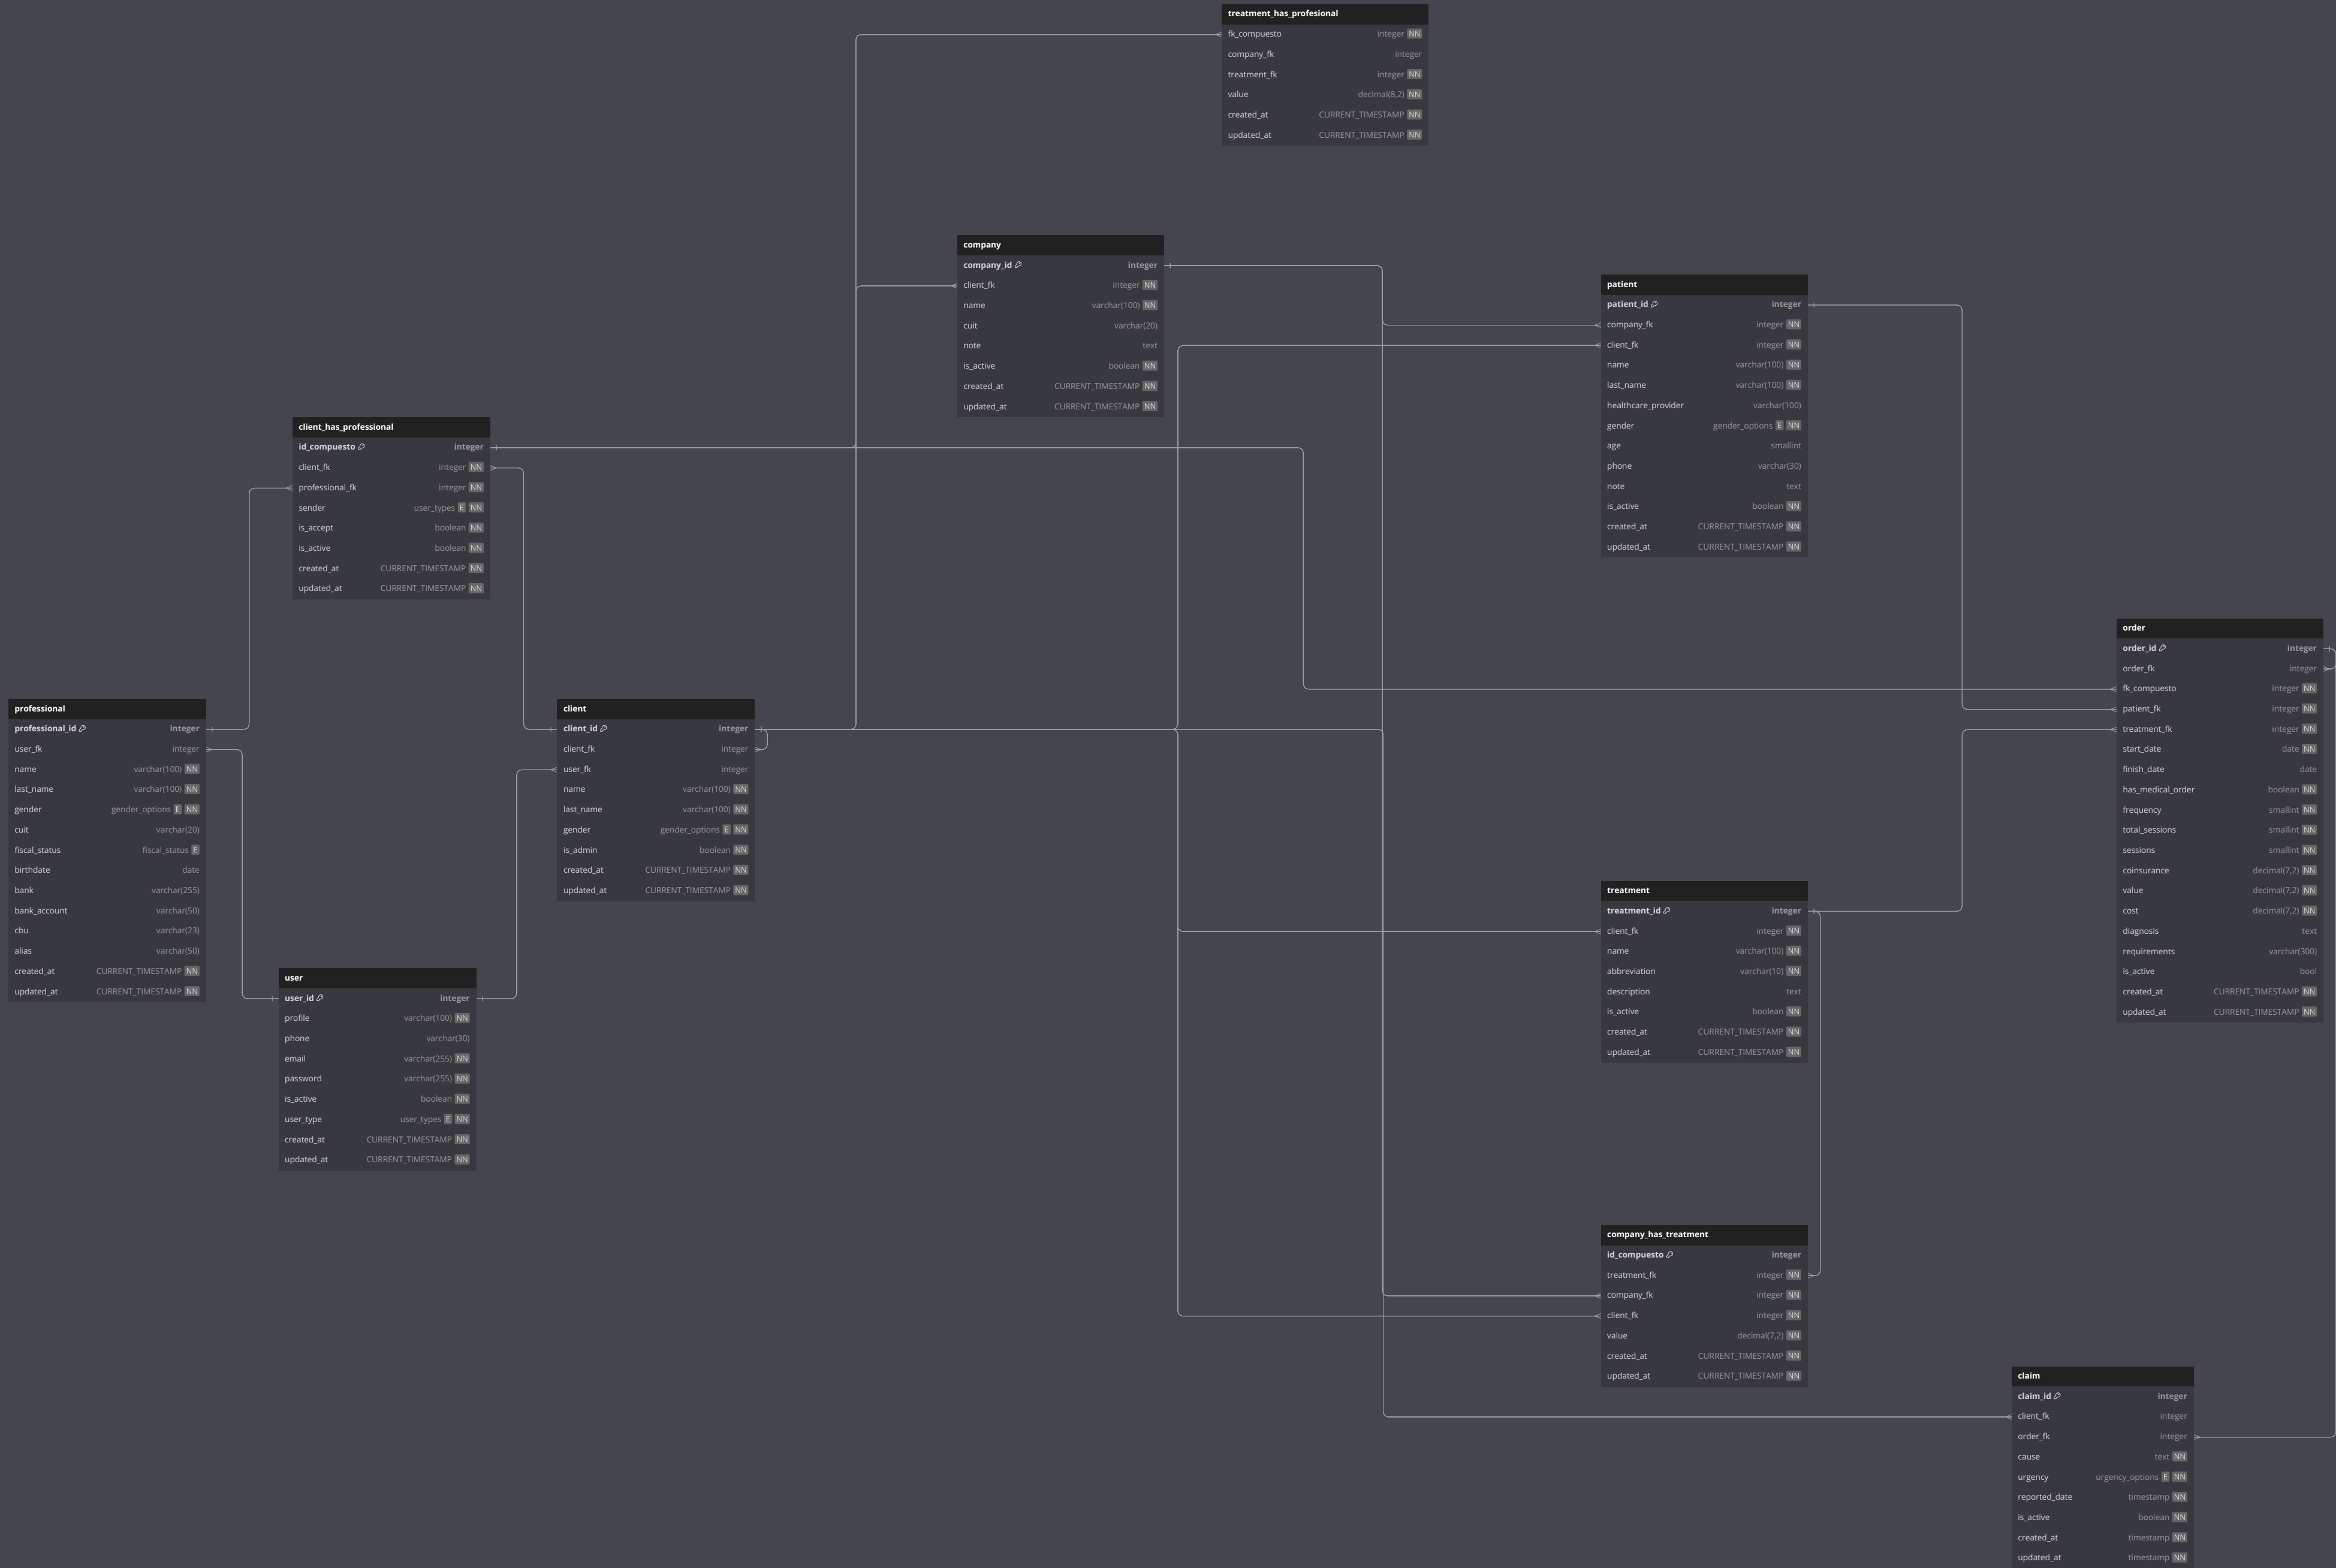 treatment_has_profesional
fk_compuesto integer NN
company_fk integer
treatment_fk integer NN
value decimal(8,2) NN
created_at CURRENT_TIMESTAMP NN
updated_at CURRENT_TIMESTAMP NN
company
company_id integer
client_fk integer NN
name varchar(100) NN
cuit varchar(20)
note text
is_active boolean NN
created_at CURRENT_TIMESTAMP NN
updated_at CURRENT_TIMESTAMP NN
patient
patient_id integer
company_fk integer NN
client_fk integer NN
name varchar(100) NN
last_name varchar(100) NN
healthcare_provider varchar(100)
gender gender_options E NN
age smallint
phone varchar(30)
note text
is_active boolean NN
created_at CURRENT_TIMESTAMP NN
updated_at CURRENT_TIMESTAMP NN
client_has_professional
id_compuesto integer
client_fk integer NN
professional_fk integer NN
sender user_types E NN
is_accept boolean NN
is_active boolean NN
created_at CURRENT_TIMESTAMP NN
updated_at CURRENT_TIMESTAMP NN
order
order_id integer
order_fk integer
fk_compuesto integer NN
patient_fk integer NN
treatment_fk integer NN
start_date date NN
finish_date date
has_medical_order boolean NN
frequency smallint NN
total_sessions smallint NN
sessions smallint NN
coinsurance decimal(7,2) NN
value decimal(7,2) NN
cost decimal(7,2) NN
diagnosis text
requirements varchar(300)
is_active bool
created_at CURRENT_TIMESTAMP NN
updated_at CURRENT_TIMESTAMP NN
professional
professional_id integer
user_fk integer
name varchar(100) NN
last_name varchar(100) NN
gender gender_options E NN
cuit varchar(20)
fiscal_status fiscal_status E
birthdate date
bank varchar(255)
bank_account varchar(50)
cbu varchar(23)
alias varchar(50)
created_at CURRENT_TIMESTAMP NN
updated_at CURRENT_TIMESTAMP NN
client
client_id integer
client_fk integer
user_fk integer
name varchar(100) NN
last_name varchar(100) NN
gender gender_options E NN
is_admin boolean NN
created_at CURRENT_TIMESTAMP NN
updated_at CURRENT_TIMESTAMP NN
treatment
treatment_id integer
client_fk integer NN
name varchar(100) NN
abbreviation varchar(10) NN
description text
is_active boolean NN
created_at CURRENT_TIMESTAMP NN
updated_at CURRENT_TIMESTAMP NN
user
user_id integer
profile varchar(100) NN
phone varchar(30)
email varchar(255) NN
password varchar(255) NN
is_active boolean NN
user_type user_types E NN
created_at CURRENT_TIMESTAMP NN
updated_at CURRENT_TIMESTAMP NN
company_has_treatment
id_compuesto integer
treatment_fk integer NN
company_fk integer NN
client_fk integer NN
value decimal(7,2) NN
created_at CURRENT_TIMESTAMP NN
updated_at CURRENT_TIMESTAMP NN
claim
claim_id integer
client_fk integer
order_fk integer
cause text NN
urgency urgency_options E NN
reported_date timestamp NN
is_active boolean NN
created_at timestamp NN
updated_at timestamp NN